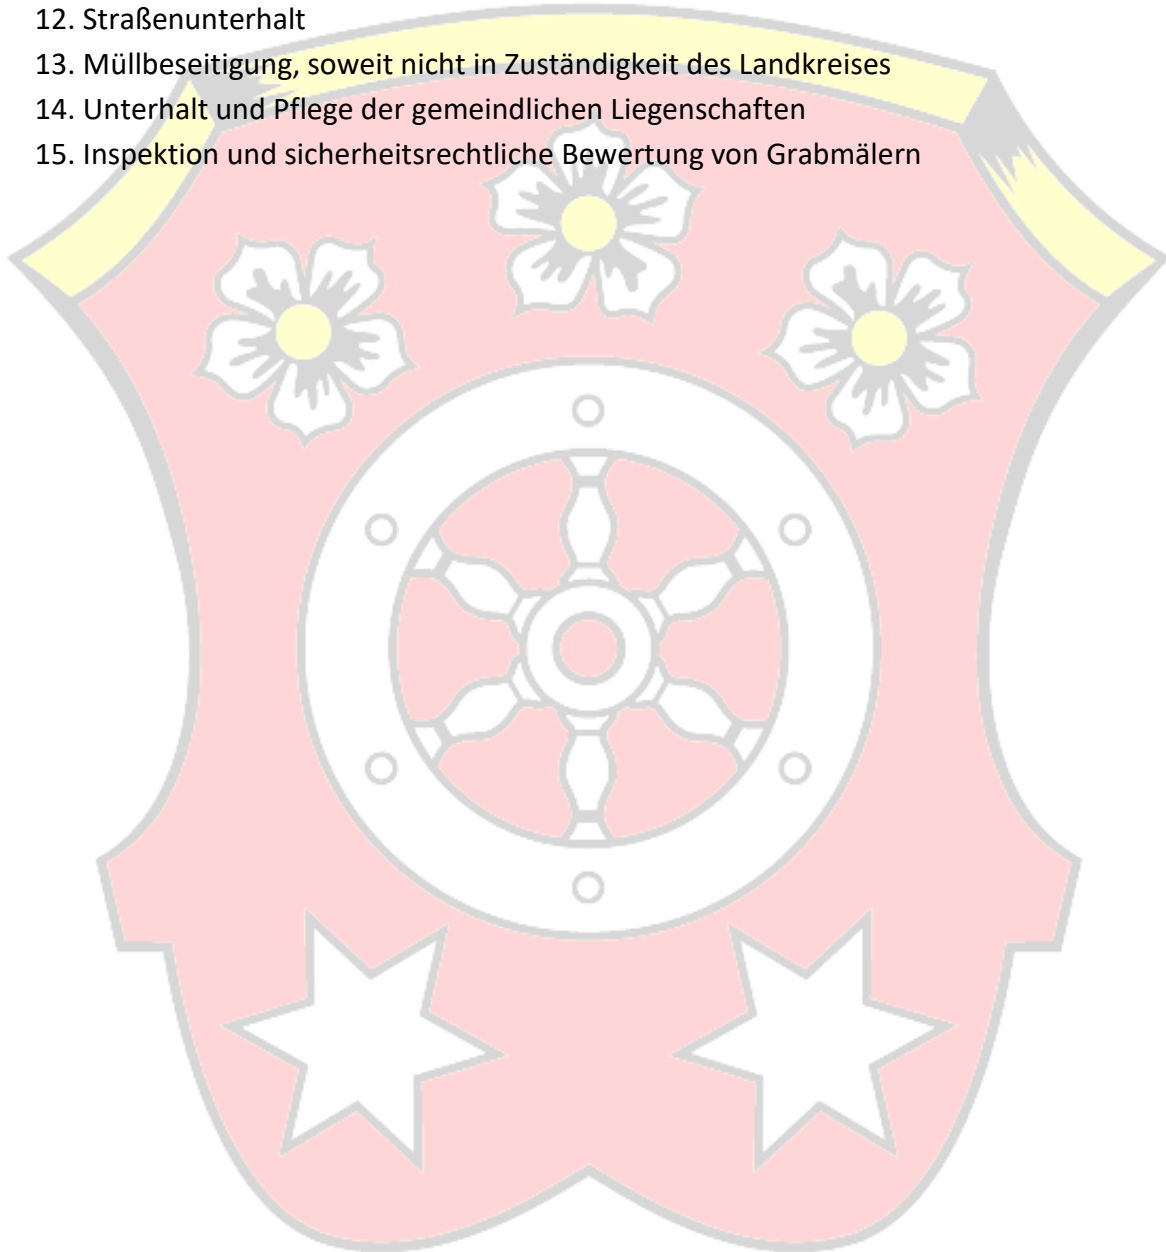 12. Straßenunterhalt
13. Müllbeseitigung, soweit nicht in Zuständigkeit des Landkreises
14. Unterhalt und Pflege der gemeindlichen Liegenschaften
15. Inspektion und sicherheitsrechtliche Bewertung von Grabmälern